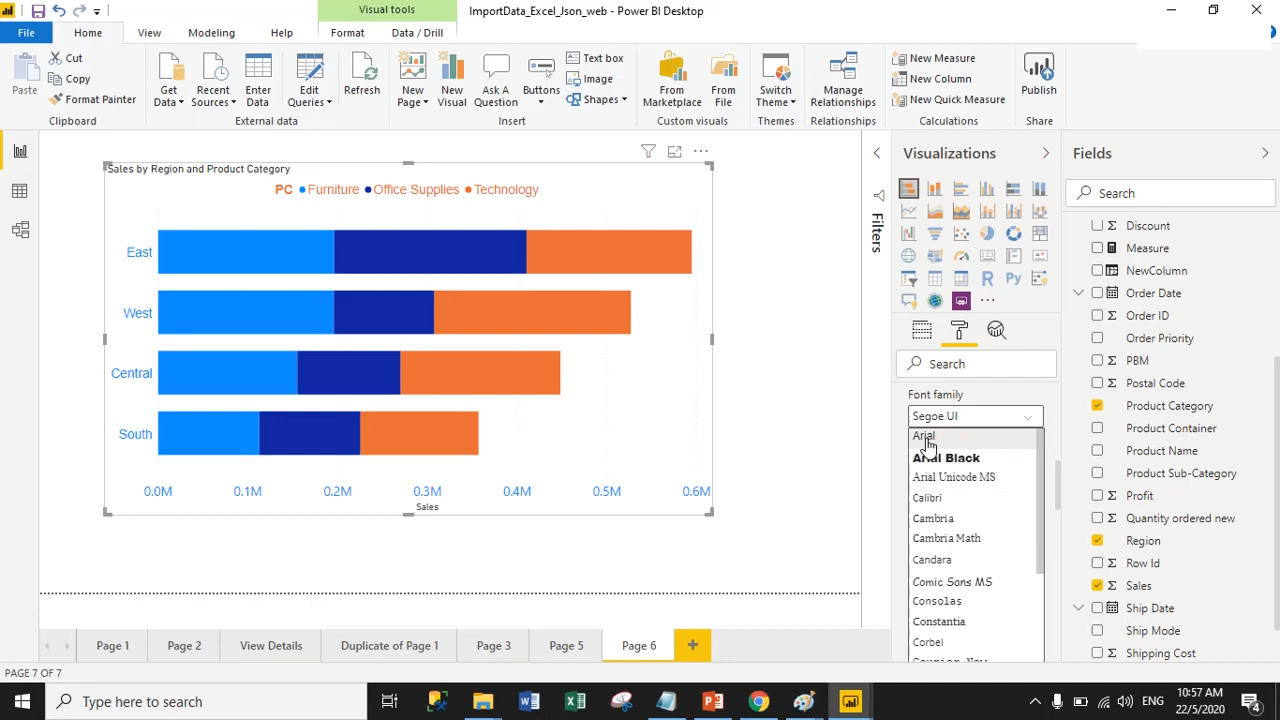 Visual tools
ImportData_Excel_Json_web - Power BI Desktop
File
Home
View
Modeling
Help
Format
Data / Drill
Paste
Cut
Copy
Format Painter
Clipboard
Get Data
Recent Sources
Enter Data
Edit Queries
Refresh
External data
New Page
New Visual
Ask A Question
Buttons
Text box
Image
Shapes
Insert
From Marketplace
From File
Custom visuals
Switch Theme
Themes
Manage Relationships
Relationships
New Measure
New Column
New Quick Measure
Calculations
Publish
Share
Sales by Region and Product Category
PC Furniture Office Supplies Technology
East
West
Central
South
0.0M 0.1M 0.2M 0.3M 0.4M 0.5M 0.6M
Sales
Filters
Visualizations
R
Py
Search
Font family
Segoe UI
Arial
Arial Black
Arial Unicode MS
Calibri
Cambria
Cambria Math
Candara
Comic Sans MS
Consolas
Constantia
Corbel
Courier New
Fields
Search
Discount
Measure
NewColumn
Order Date
Order ID
Order Priority
PBM
Postal Code
Product Category
Product Container
Product Name
Product Sub-Category
Profit
Quantity ordered new
Region
Row Id
Sales
Ship Date
Ship Mode
Shipping Cost
Page 1
Page 2
View Details
Duplicate of Page 1
Page 3
Page 5
Page 6
PAGE 7 OF 7
Type here to search
ENG
10:57 AM
22/5/2020
4